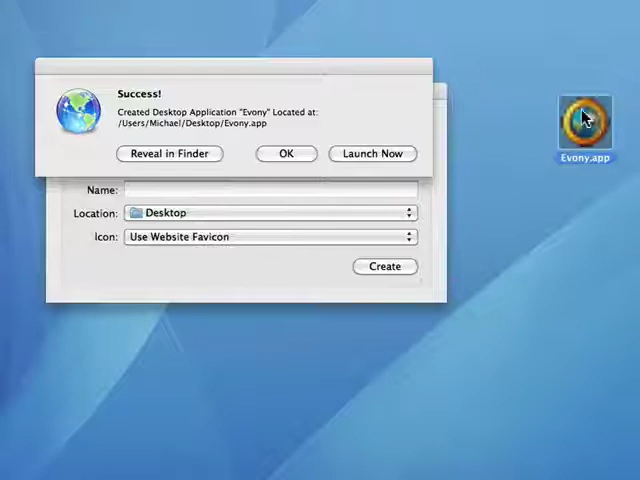 Success!
Created Desktop Application "Evony" Located at:
/Users/Michael/Desktop/Evony.app
Reveal in Finder
OK
Launch Now
Evony.app
Name:
Location:
Desktop
Icon:
Use Website Favicon
Create